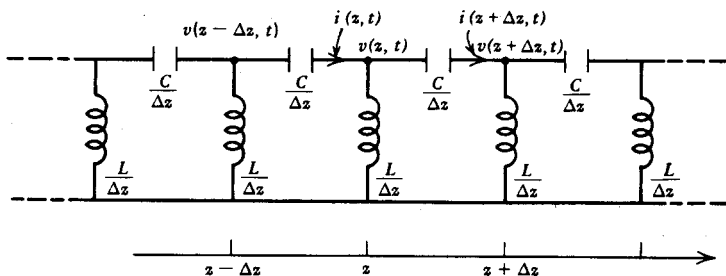 i(z, t)
i(z + Δz, t)
v(z − Δz, t)
v(z, t)
v(z + Δz, t)
C/Δz
C/Δz
C/Δz
C/Δz
L/Δz
L/Δz
L/Δz
L/Δz
L/Δz
z − Δz
z
z + Δz